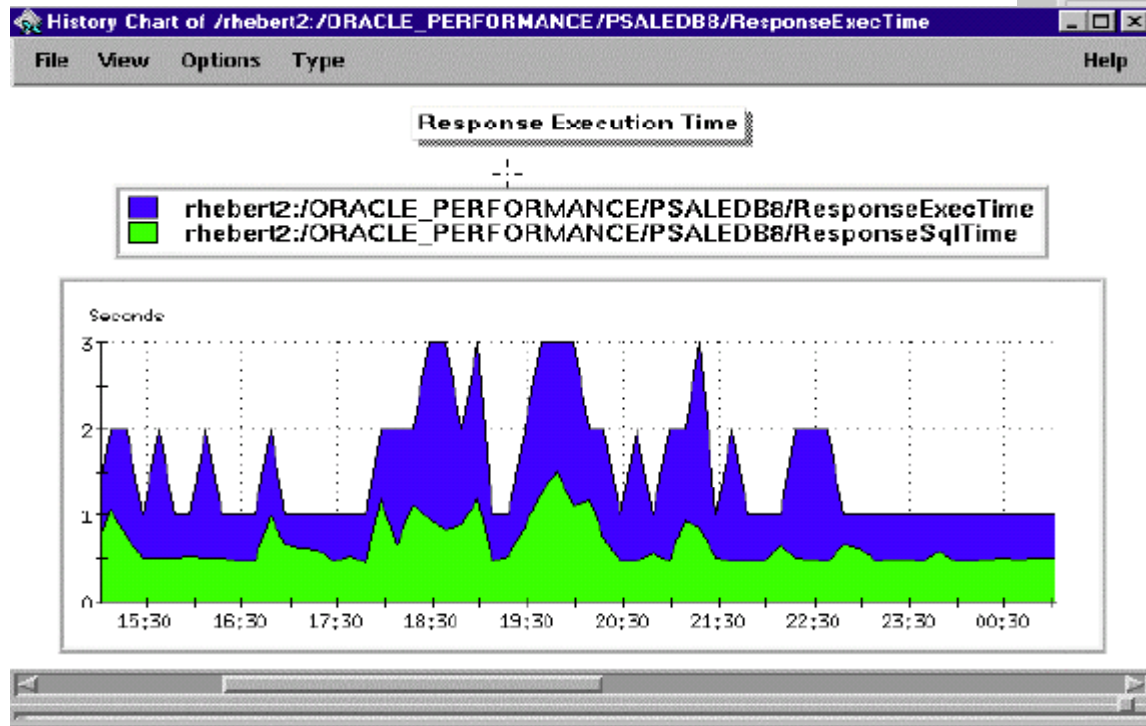 History Chart of /rhebert2:/ORACLE_PERFORMANCE/PSALEDB8/ResponseExecTime
File View Options Type Help
Response Execution Time
rhebert2:/ORACLE_PERFORMANCE/PSALEDB8/ResponseExecTime
rhebert2:/ORACLE_PERFORMANCE/PSALEDB8/ResponseSqlTime
Seconds
3
2
1
0
15:30 16:30 17:30 18:30 19:30 20:30 21:30 22:30 23:30 00:30